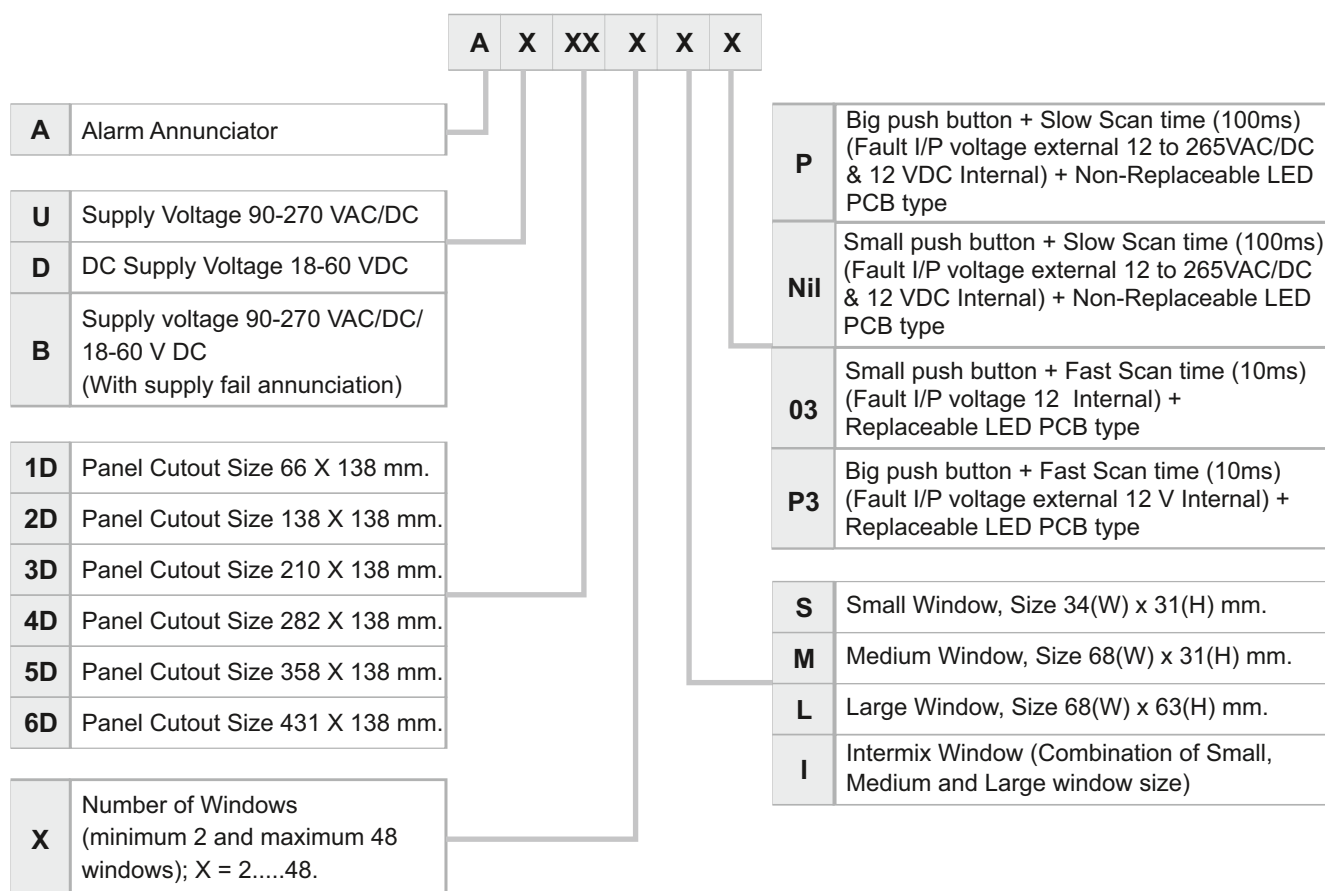 A X XX X X X
A Alarm Annunciator
U Supply Voltage 90-270 VAC/DC
D DC Supply Voltage 18-60 VDC
B Supply voltage 90-270 VAC/DC/
18-60 V DC
(With supply fail annunciation)
1D Panel Cutout Size 66 X 138 mm.
2D Panel Cutout Size 138 X 138 mm.
3D Panel Cutout Size 210 X 138 mm.
4D Panel Cutout Size 282 X 138 mm.
5D Panel Cutout Size 358 X 138 mm.
6D Panel Cutout Size 431 X 138 mm.
X Number of Windows
(minimum 2 and maximum 48
windows); X = 2.....48.
P Big push button + Slow Scan time (100ms)
(Fault I/P voltage external 12 to 265VAC/DC
& 12 VDC Internal) + Non-Replaceable LED
PCB type
Nil Small push button + Slow Scan time (100ms)
(Fault I/P voltage external 12 to 265VAC/DC
& 12 VDC Internal) + Non-Replaceable LED
PCB type
03 Small push button + Fast Scan time (10ms)
(Fault I/P voltage 12 Internal) +
Replaceable LED PCB type
P3 Big push button + Fast Scan time (10ms)
(Fault I/P voltage external 12 V Internal) +
Replaceable LED PCB type
S Small Window, Size 34(W) x 31(H) mm.
M Medium Window, Size 68(W) x 31(H) mm.
L Large Window, Size 68(W) x 63(H) mm.
I Intermix Window (Combination of Small,
Medium and Large window size)